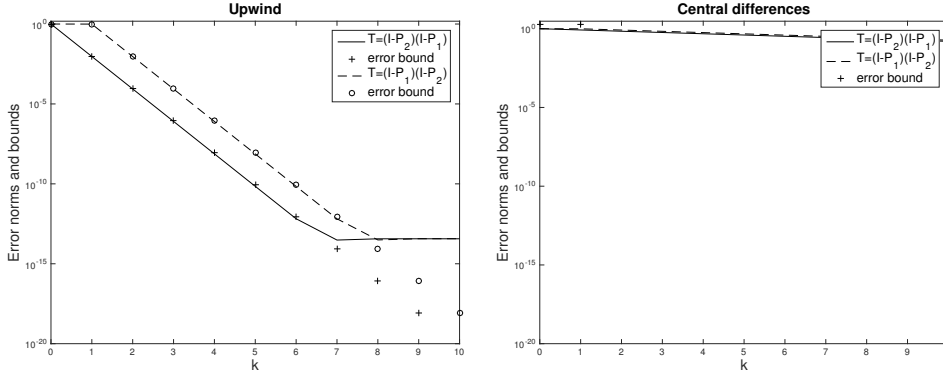 Upwind
10^0
10^-5
10^-10
10^-15
10^-20
Error norms and bounds
0 1 2 3 4 5 6 7 8 9 10
k
T=(I-P_2)(I-P_1)
error bound
T=(I-P_1)(I-P_2)
error bound
Central differences
10^0
10^-5
10^-10
10^-15
10^-20
Error norms and bounds
0 1 2 3 4 5 6 7 8 9
k
T=(I-P_2)(I-P_1)
T=(I-P_1)(I-P_2)
error bound